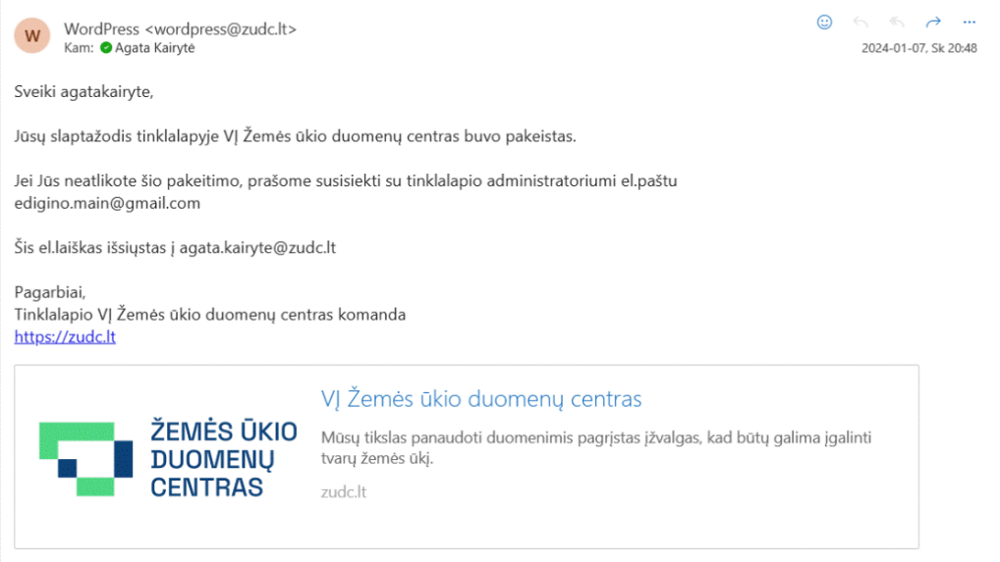 W
WordPress <wordpress@zudc.lt>
Kam: Agata Kairytė
2024-01-07, Sk 20:48
Sveiki agatakairyte,
Jūsų slaptažodis tinklalapyje VĮ Žemės ūkio duomenų centras buvo pakeistas.
Jei Jūs neatlikote šio pakeitimo, prašome susisiekti su tinklalapio administratoriumi el.paštu
edigino.main@gmail.com
Šis el.laiškas išsiųstas į agata.kairyte@zudc.lt
Pagarbiai,
Tinklalapio VĮ Žemės ūkio duomenų centras komanda
https://zudc.lt
ŽEMĖS ŪKIO
DUOMENŲ
CENTRAS
VĮ Žemės ūkio duomenų centras
Mūsų tikslas panaudoti duomenimis pagrįstas įžvalgas, kad būtų galima įgalinti
tvarų žemės ūkį.
zudc.lt